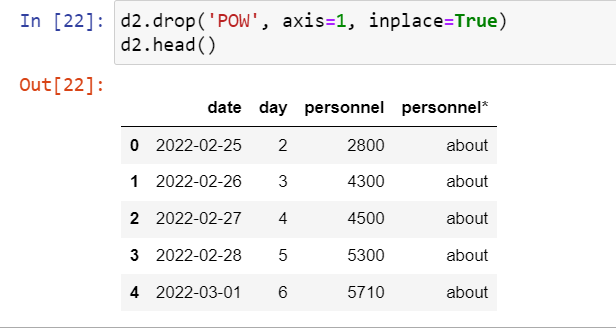 In [22]: d2.drop('POW', axis=1, inplace=True)
d2.head()
Out[22]:
date day personnel personnel*
0 2022-02-25 2 2800 about
1 2022-02-26 3 4300 about
2 2022-02-27 4 4500 about
3 2022-02-28 5 5300 about
4 2022-03-01 6 5710 about